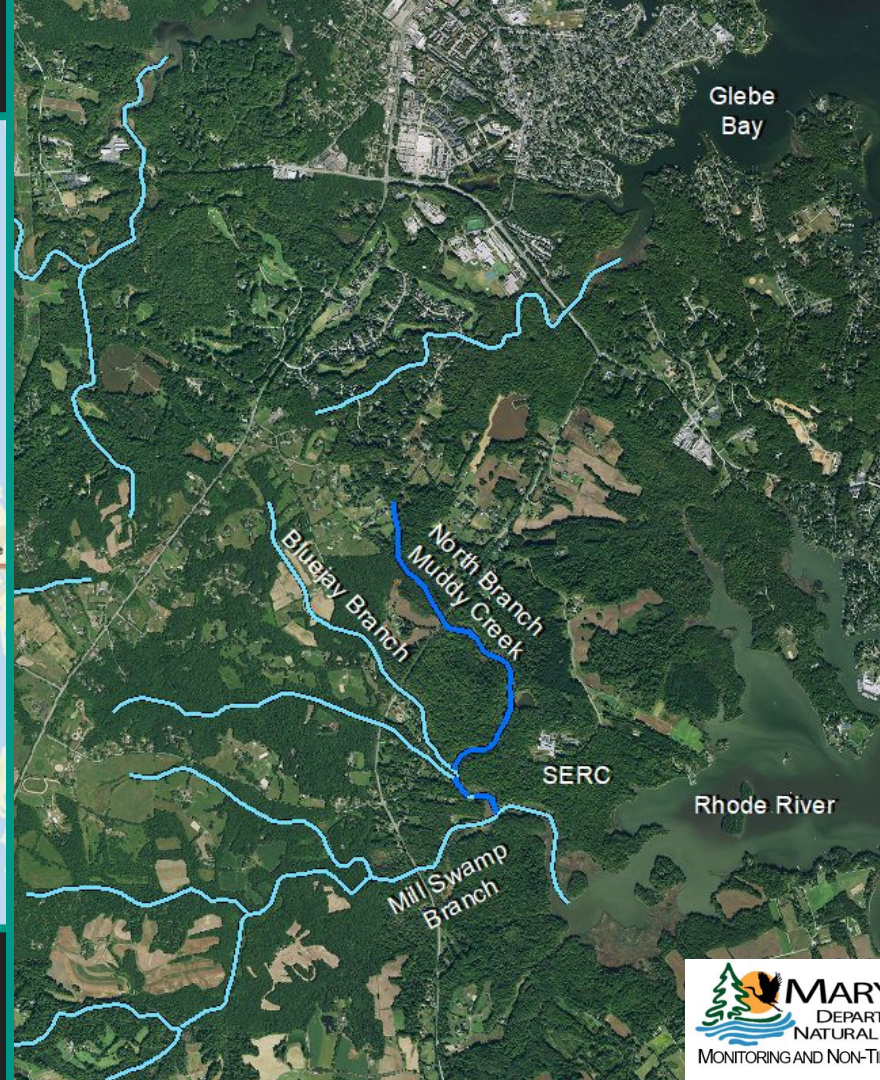 Glebe
Bay
North Branch
Muddy Creek
Bluejay Branch
SERC
Rhode River
Mill Swamp
Branch
MARY
DEPART
NATURAL
MONITORING AND NON-TI